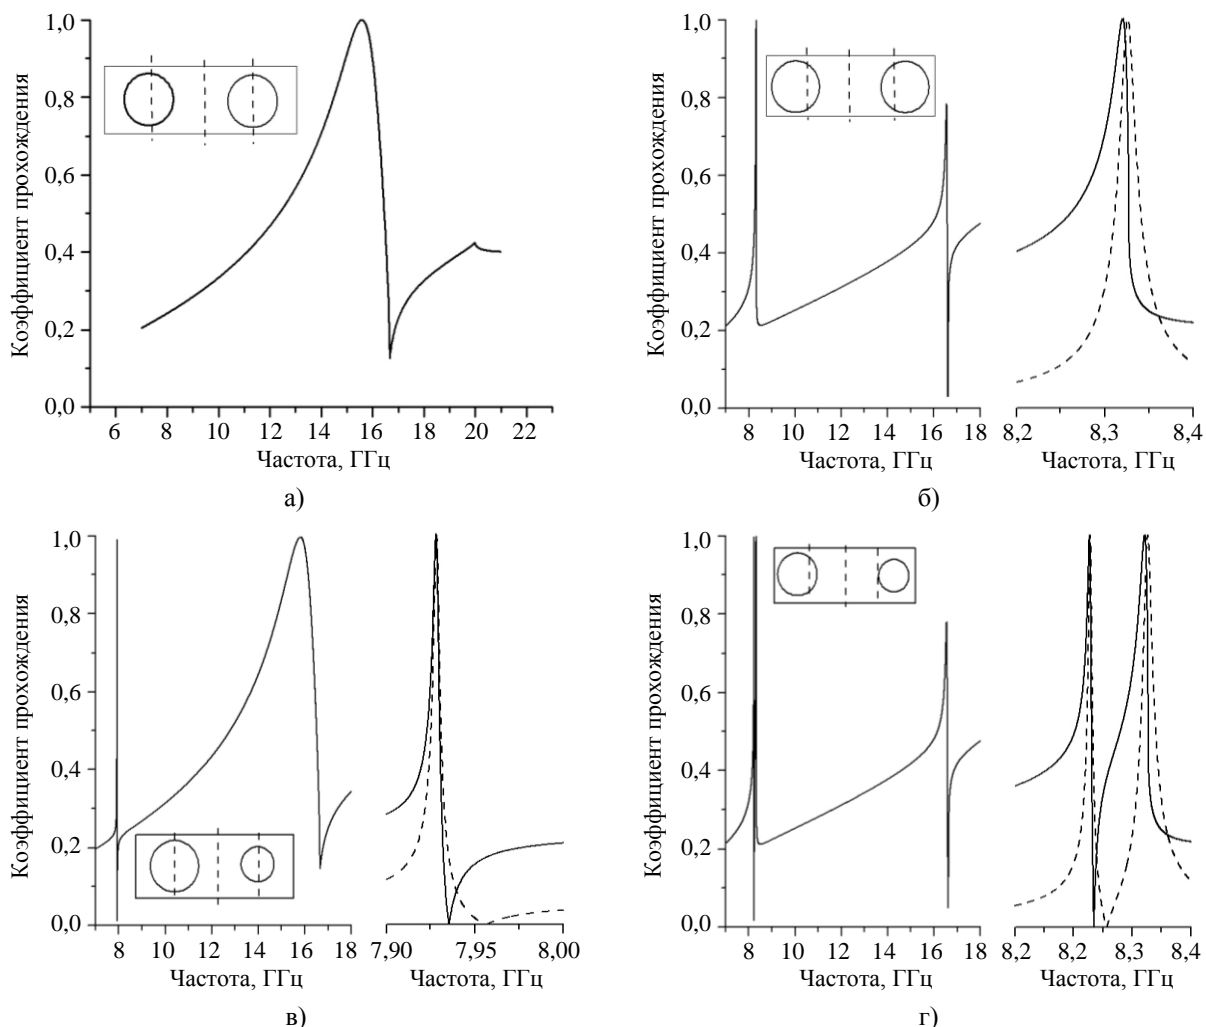 Коэффициент прохождения
1,0
0,8
0,6
0,4
0,2
0,0
6 8 10 12 14 16 18 20 22
Частота, ГГц
а)
Коэффициент прохождения
1,0
0,8
0,6
0,4
0,2
0,0
8 10 12 14 16 18
Частота, ГГц
8,2 8,3 8,4
Частота, ГГц
б)
Коэффициент прохождения
1,0
0,8
0,6
0,4
0,2
0,0
8 10 12 14 16 18
Частота, ГГц
7,90 7,95 8,00
Частота, ГГц
в)
Коэффициент прохождения
1,0
0,8
0,6
0,4
0,2
0,0
8 10 12 14 16 18
Частота, ГГц
8,2 8,2 8,3 8,4
Частота, ГГц
г)